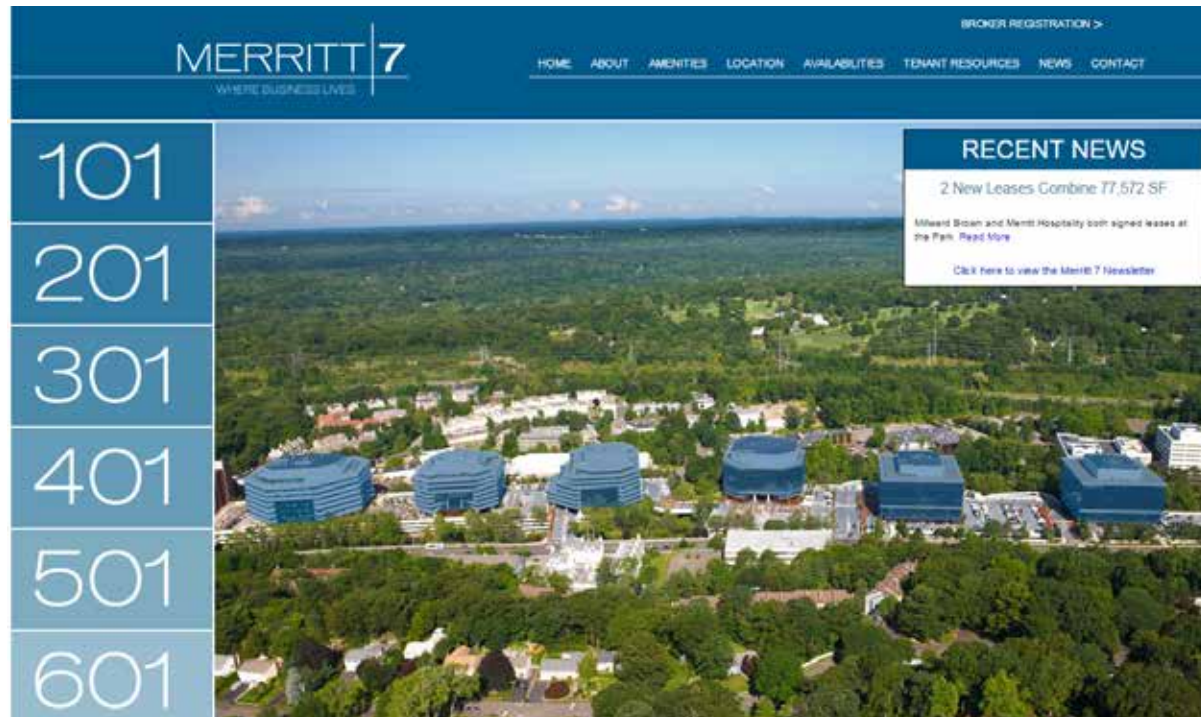 BROKER REGISTRATION >
MERRITT 7
WHERE BUSINESS LIVES
HOME ABOUT AMENITIES LOCATION AVAILABILITIES TENANT RESOURCES NEWS CONTACT
101
201
301
401
501
601
RECENT NEWS
2 New Leases Combine 77,572 SF
Milward Brown and Merritt Hospitality both signed leases at
the Park. Read More
Click here to view the Merritt 7 Newsletter